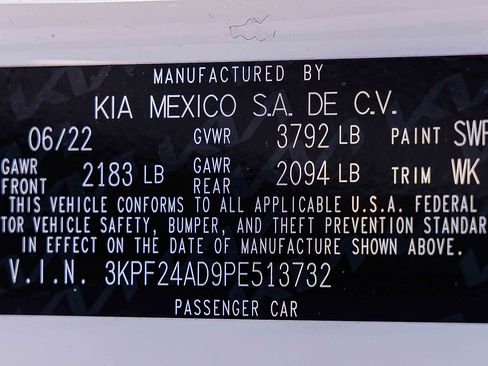 MANUFACTURED BY
KIA MEXICO S.A. DE C.V.
06/22 GVWR 3792 LB PAINT SWP
GAWR FRONT 2183 LB GAWR REAR 2094 LB TRIM WK
THIS VEHICLE CONFORMS TO ALL APPLICABLE U.S.A. FEDERAL
TOR VEHICLE SAFETY, BUMPER, AND THEFT PREVENTION STANDAR
IN EFFECT ON THE DATE OF MANUFACTURE SHOWN ABOVE.
V.I.N. 3KPF24AD9PE513732
PASSENGER CAR